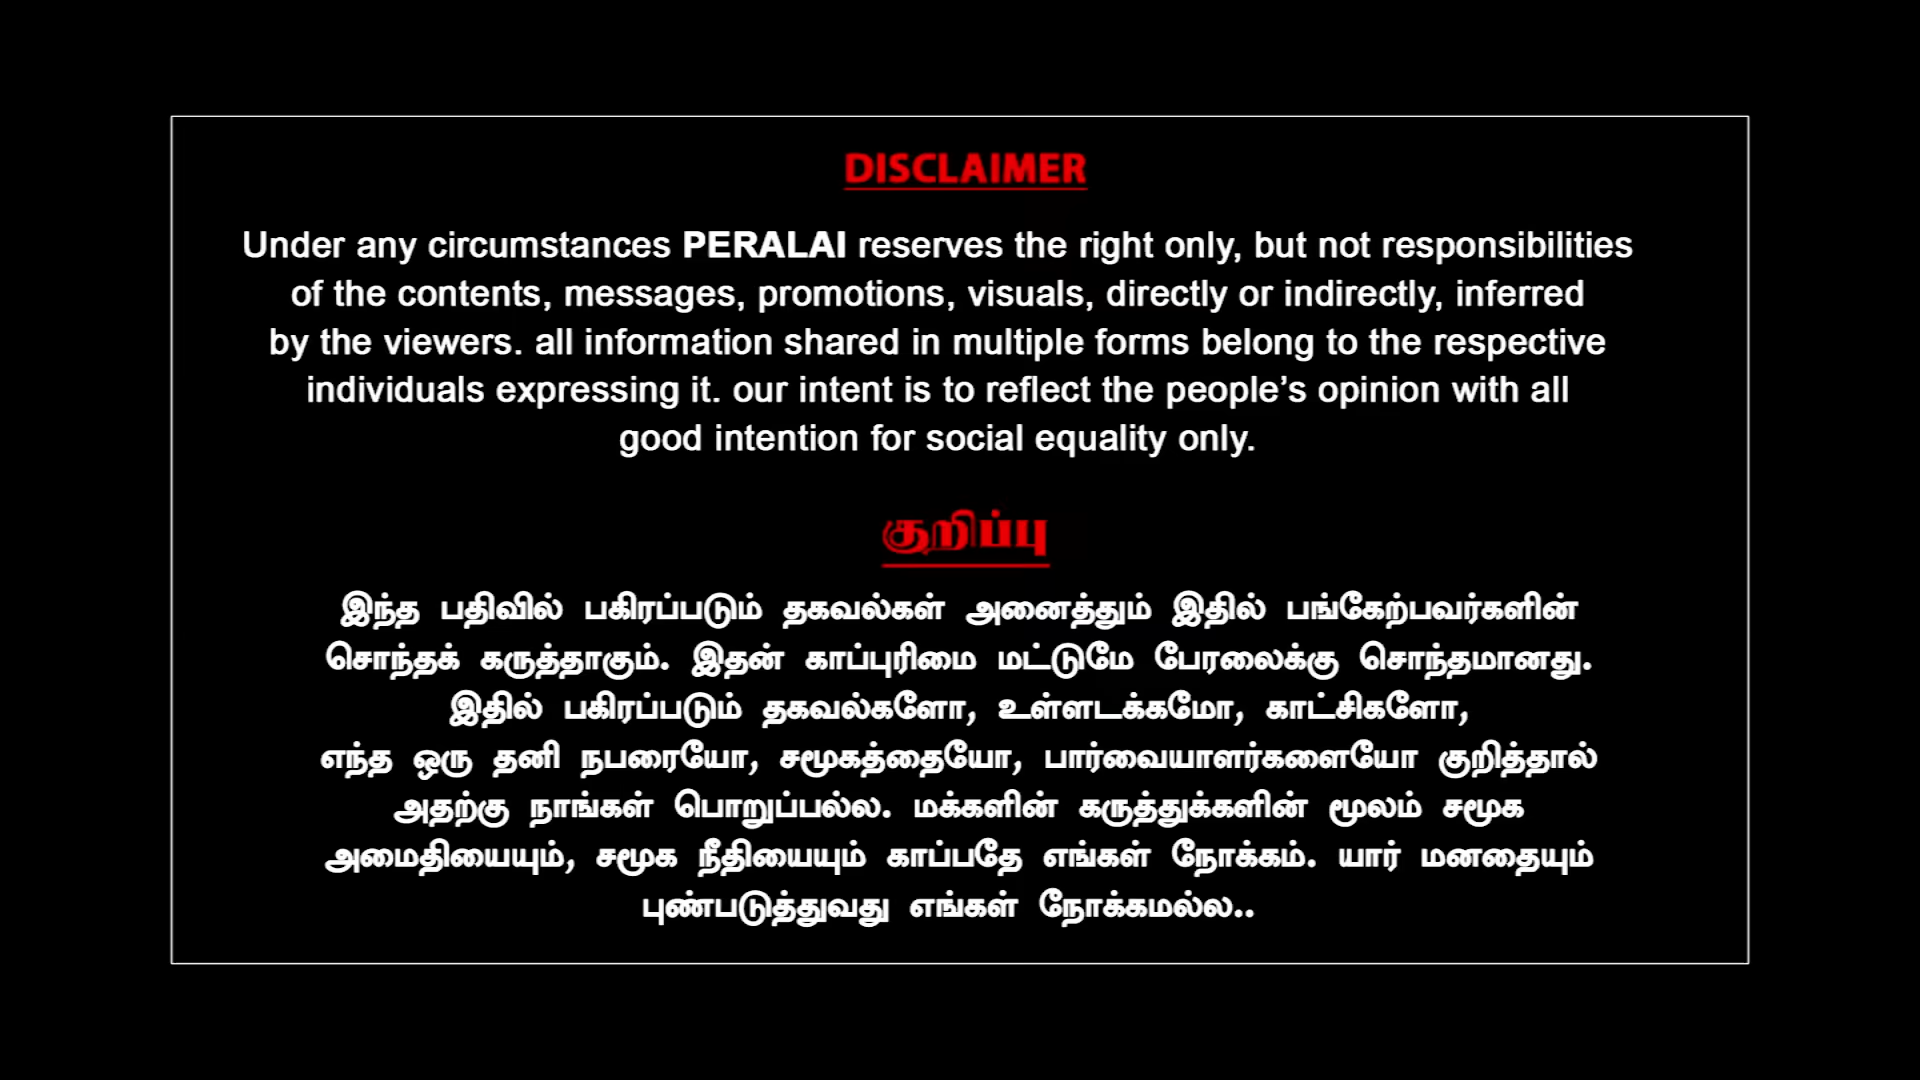 DISCLAIMER
Under any circumstances PERALAI reserves the right only, but not responsibilities
of the contents, messages, promotions, visuals, directly or indirectly, inferred
by the viewers. all information shared in multiple forms belong to the respective
individuals expressing it. our intent is to reflect the people’s opinion with all
good intention for social equality only.
குறிப்பு
இந்த பதிவில் பகிரப்படும் தகவல்கள் அனைத்தும் இதில் பங்கேற்பவர்களின்
சொந்தக் கருத்தாகும். இதன் காப்புரிமை மட்டுமே பேரலைக்கு சொந்தமானது.
இதில் பகிரப்படும் தகவல்களோ, உள்ளடக்கமோ, காட்சிகளோ,
எந்த ஒரு தனி நபரையோ, சமூகத்தையோ, பார்வையாளர்களையோ குறித்தால்
அதற்கு நாங்கள் பொறுப்பல்ல. மக்களின் கருத்துக்களின் மூலம் சமூக
அமைதியையும், சமூக நீதியையும் காப்பதே எங்கள் நோக்கம். யார் மனதையும்
புண்படுத்துவது எங்கள் நோக்கமல்ல..